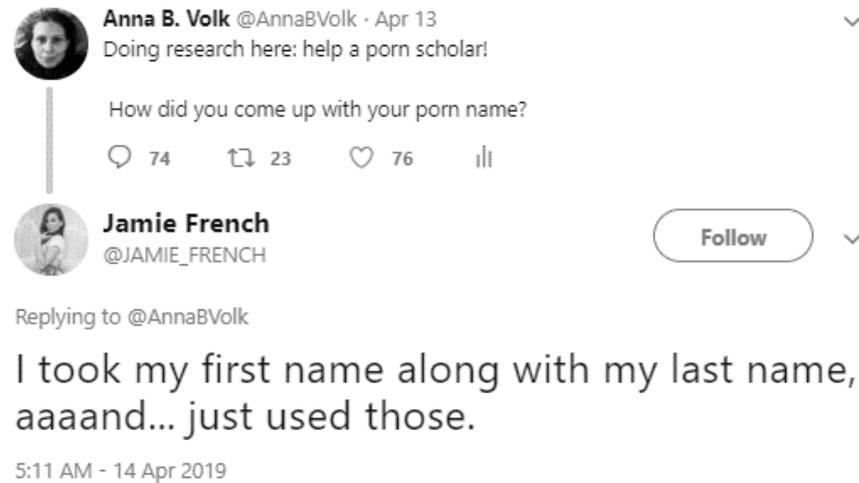 Anna B. Volk @AnnaBVolk · Apr 13
Doing research here: help a porn scholar!
How did you come up with your porn name?
74 23 76
Jamie French
Follow
@JAMIE_FRENCH
Replying to @AnnaBVolk
I took my first name along with my last name,
aaaand... just used those.
5:11 AM - 14 Apr 2019